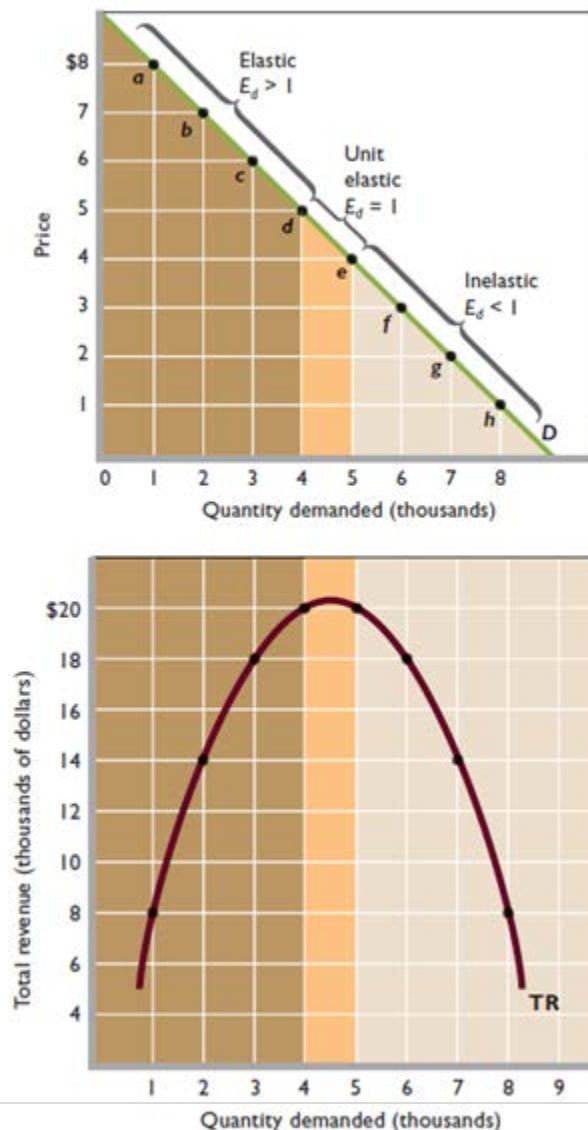 $8
7
6
5
4
3
2
1
Price
Elastic
E_d > 1
Unit
elastic
E_d = 1
Inelastic
E_d < 1
a
b
c
d
e
f
g
h
D
0 1 2 3 4 5 6 7 8
Quantity demanded (thousands)
$20
18
16
14
12
10
8
6
4
Total revenue (thousands of dollars)
TR
1 2 3 4 5 6 7 8 9
Quantity demanded (thousands)